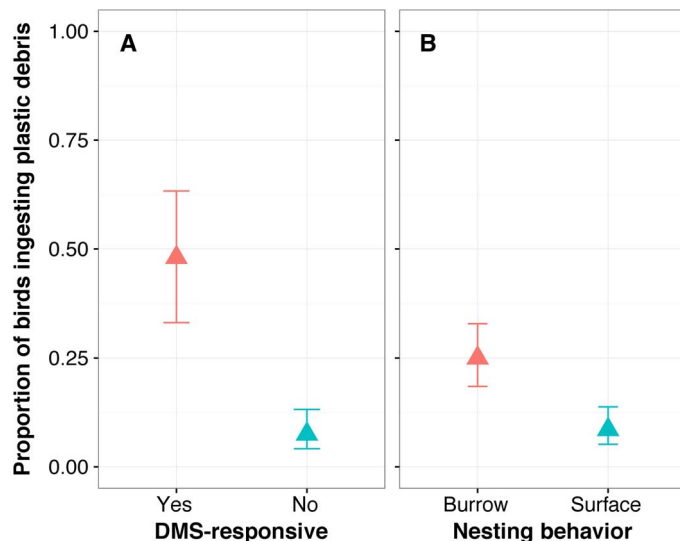 Proportion of birds ingesting plastic debris
1.00
0.75
0.50
0.25
0.00
A
B
Yes
No
Burrow
Surface
DMS-responsive
Nesting behavior